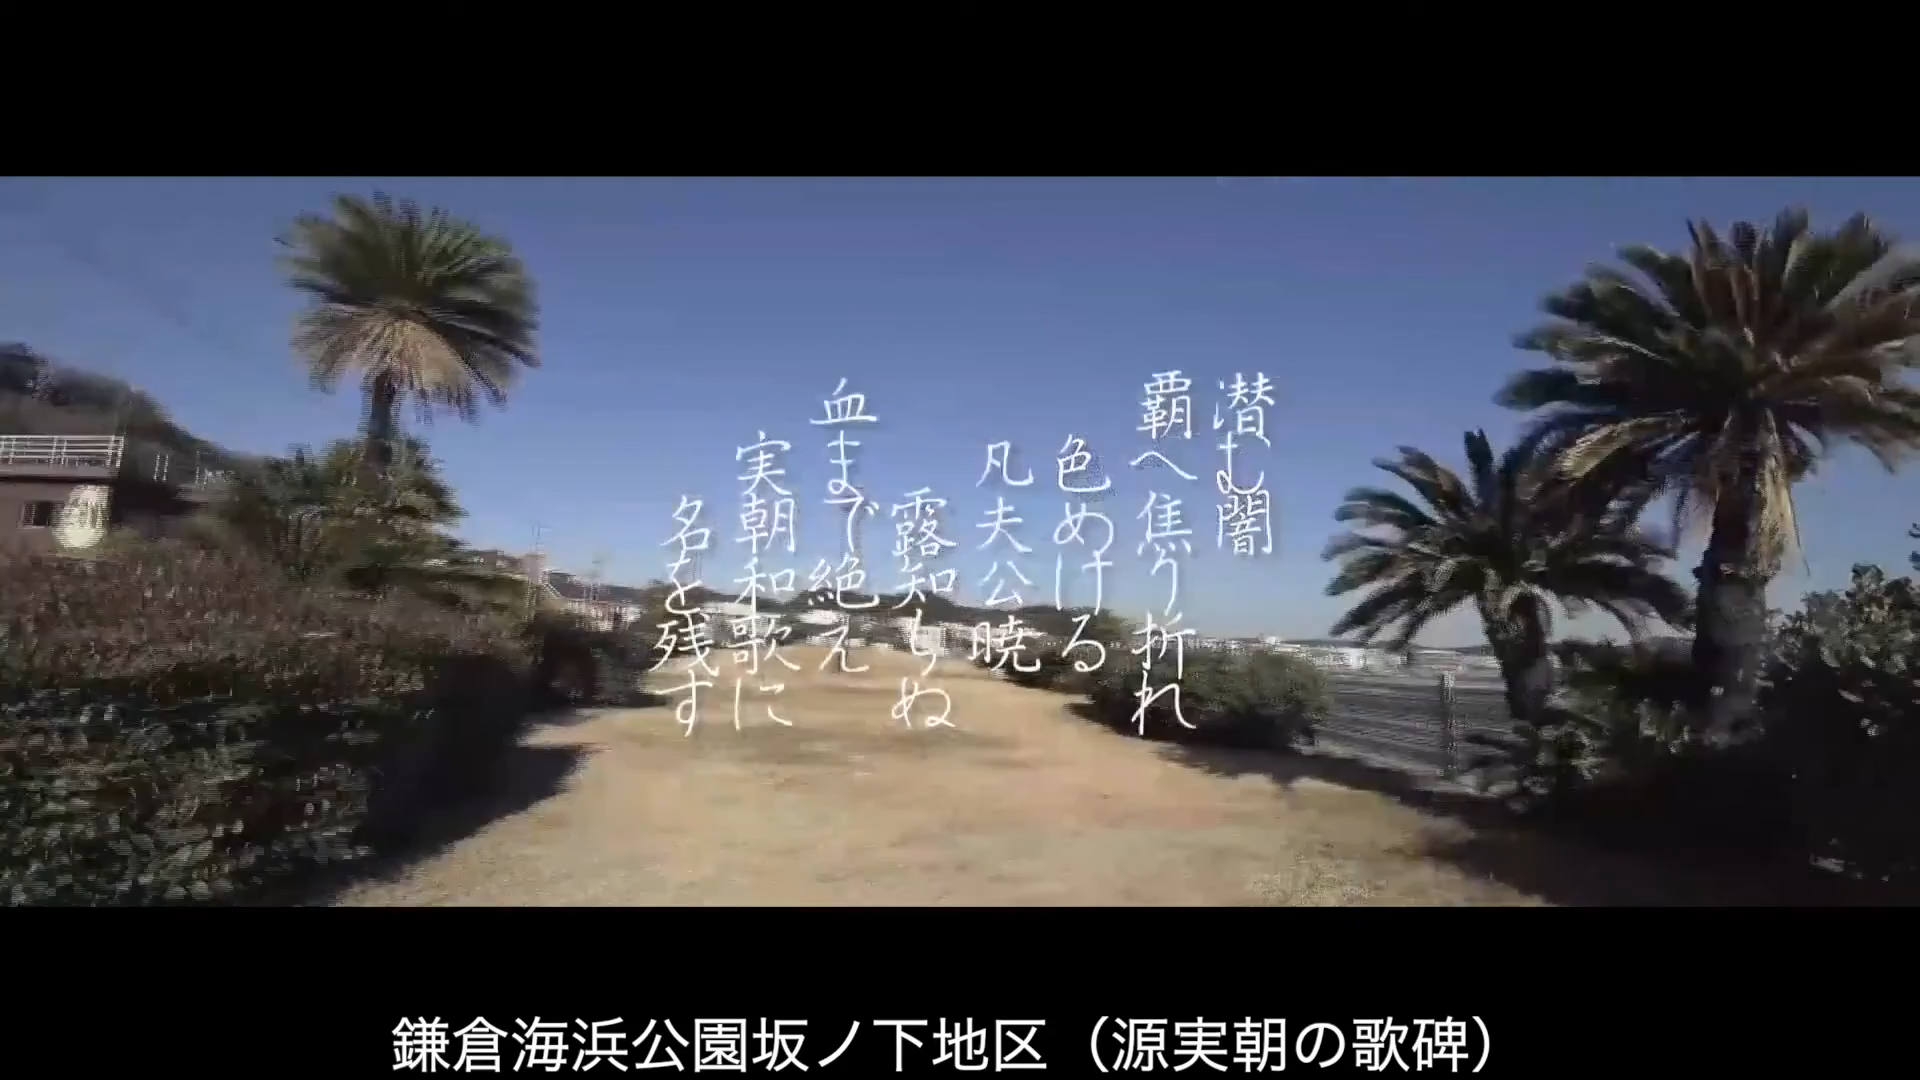 潜む闇
覇へ焦り折れ
色めける
凡夫公暁
露知らぬ
血まで絶え
実朝和歌に
名を残す
鎌倉海浜公園坂ノ下地区（源実朝の歌碑）